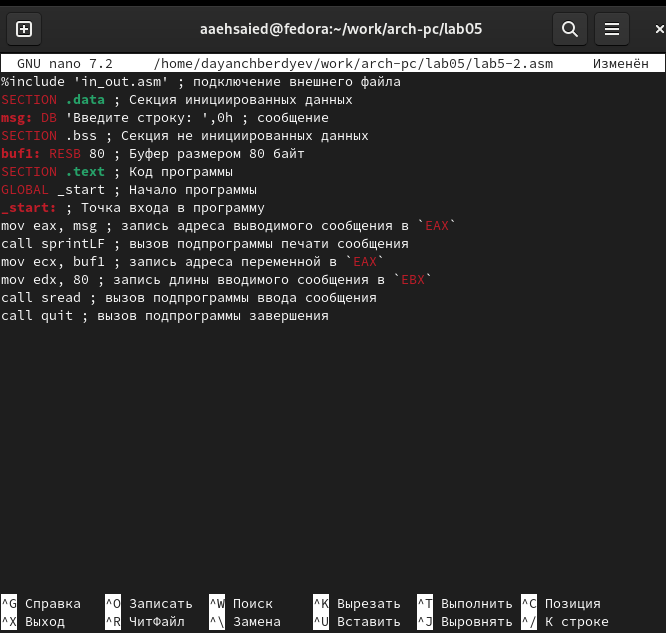 aaehsaied@fedora:~/work/arch-pc/lab05
GNU nano 7.2 /home/dayanchberdyev/work/arch-pc/lab05/lab5-2.asm Изменён
%include 'in_out.asm' ; подключение внешнего файла
SECTION .data ; Секция инициированных данных
msg: DB 'Введите строку: ',0h ; сообщение
SECTION .bss ; Секция не инициированных данных
buf1: RESB 80 ; Буфер размером 80 байт
SECTION .text ; Код программы
GLOBAL _start ; Начало программы
_start: ; Точка входа в программу
mov eax, msg ; запись адреса выводимого сообщения в `EAX`
call sprintLF ; вызов подпрограммы печати сообщения
mov ecx, buf1 ; запись адреса переменной в `EAX`
mov edx, 80 ; запись длины вводимого сообщения в `EBX`
call sread ; вызов подпрограммы ввода сообщения
call quit ; вызов подпрограммы завершения
^G Справка ^O Записать ^W Поиск ^K Вырезать ^T Выполнить ^C Позиция
^X Выход ^R ЧитФайл ^\ Замена ^U Вставить ^J Выровнять ^/ К строке